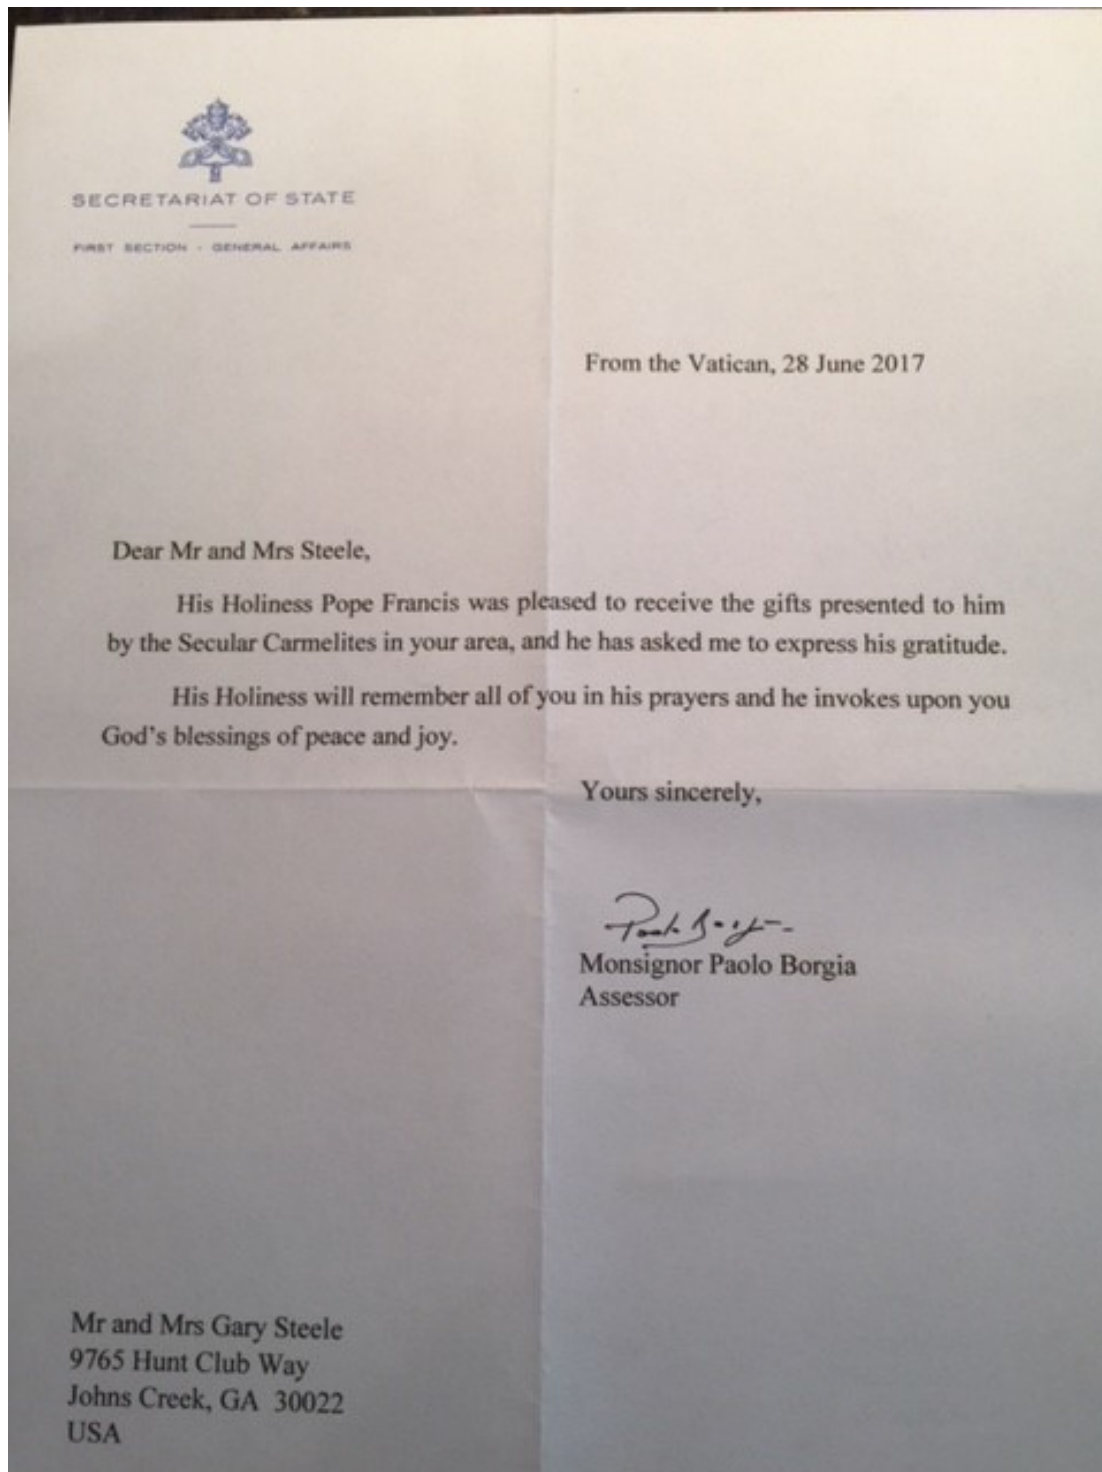 SECRETARIAT OF STATE
FIRST SECTION - GENERAL AFFAIRS
From the Vatican, 28 June 2017
Dear Mr and Mrs Steele,
His Holiness Pope Francis was pleased to receive the gifts presented to him
by the Secular Carmelites in your area, and he has asked me to express his gratitude.
His Holiness will remember all of you in his prayers and he invokes upon you
God's blessings of peace and joy.
Yours sincerely,
Paolo Borgia
Monsignor Paolo Borgia
Assessor
Mr and Mrs Gary Steele
9765 Hunt Club Way
Johns Creek, GA 30022
USA